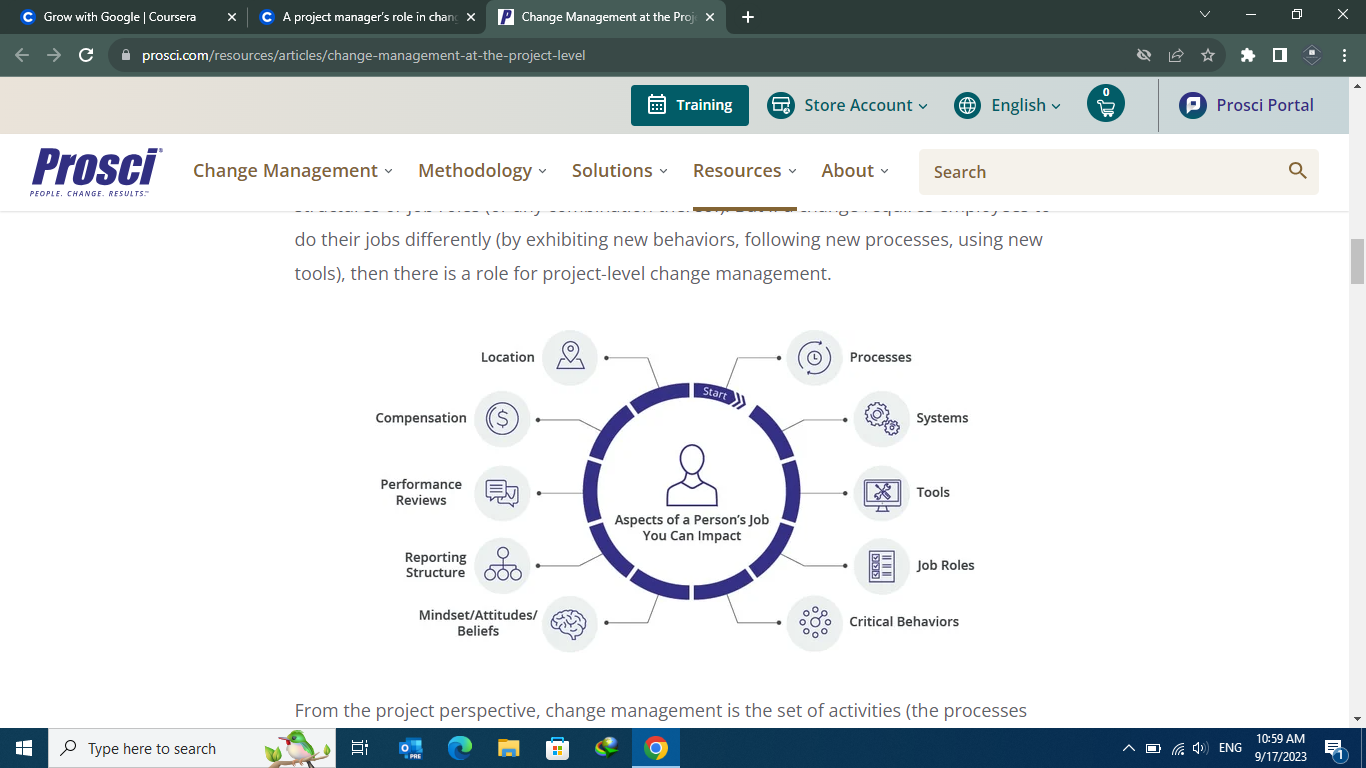 Grow with Google | Coursera
A project manager's role in chang
Change Management at the Proj
prosci.com/resources/articles/change-management-at-the-project-level
Training
Store Account
English
0
Prosci Portal
Prosci
PEOPLE. CHANGE. RESULTS.™
Change Management
Methodology
Solutions
Resources
About
Search
do their jobs differently (by exhibiting new behaviors, following new processes, using new
tools), then there is a role for project-level change management.
Start
Processes
Systems
Tools
Job Roles
Critical Behaviors
Mindset/Attitudes/
Beliefs
Reporting
Structure
Performance
Reviews
Compensation
Location
Aspects of a Person's Job
You Can Impact
From the project perspective, change management is the set of activities (the processes
Type here to search
PRE
ENG
10:59 AM
9/17/2023
1